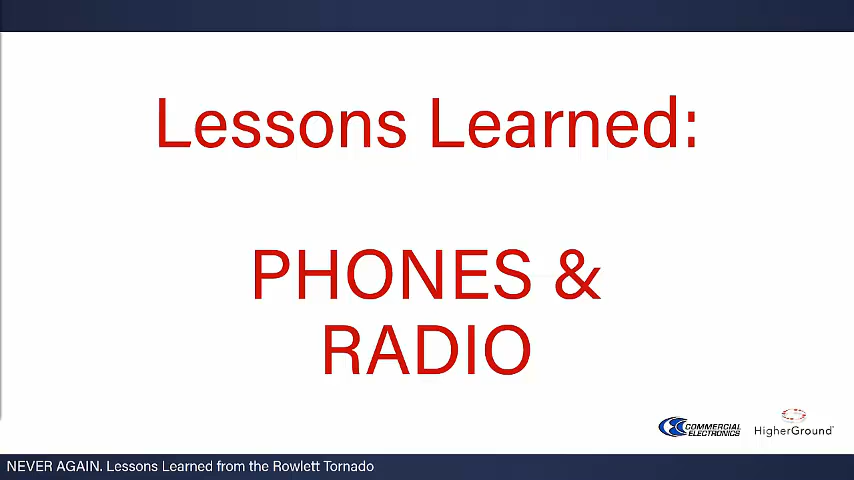 Lessons Learned:
PHONES &
RADIO
COMMERCIAL
ELECTRONICS
HigherGround
NEVER AGAIN. Lessons Learned from the Rowlett Tornado